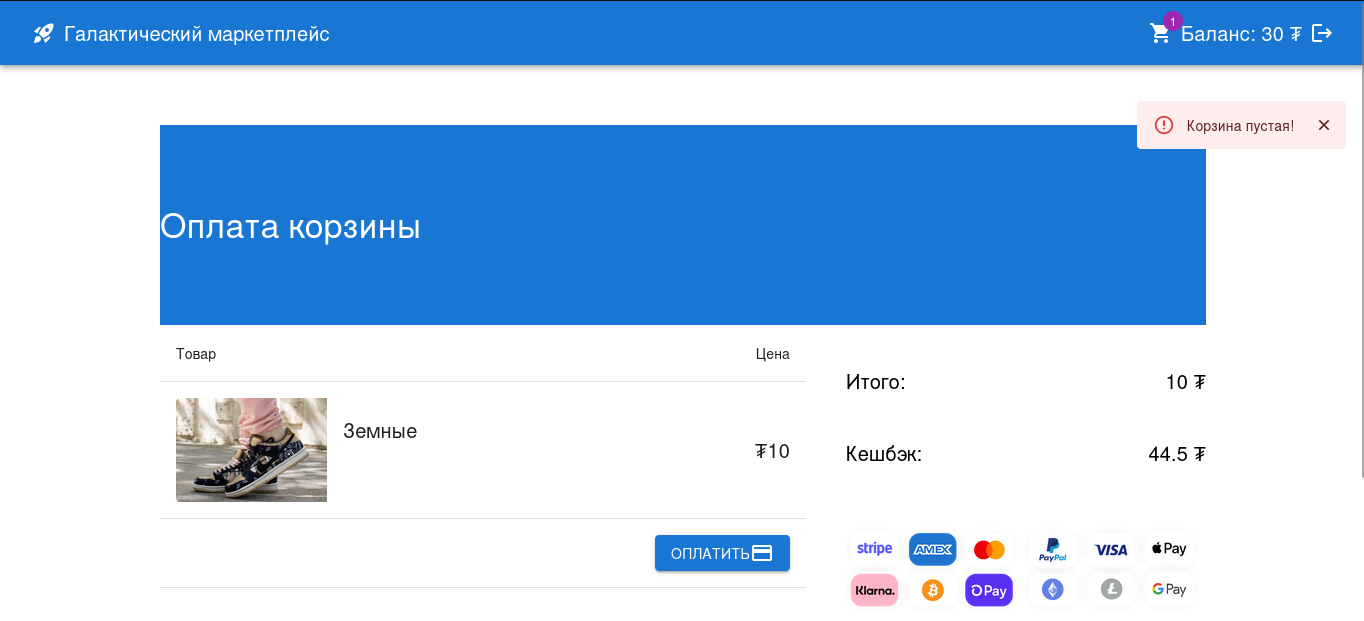 Галактический маркетплейс
1
Баланс: 30 ₮
Корзина пустая!
Оплата корзины
Товар Цена
Земные
₮10
ОПЛАТИТЬ
Итого: 10 ₮
Кешбэк: 44.5 ₮
stripe AMEX PayPal VISA Pay
Klarna. Pay G Pay